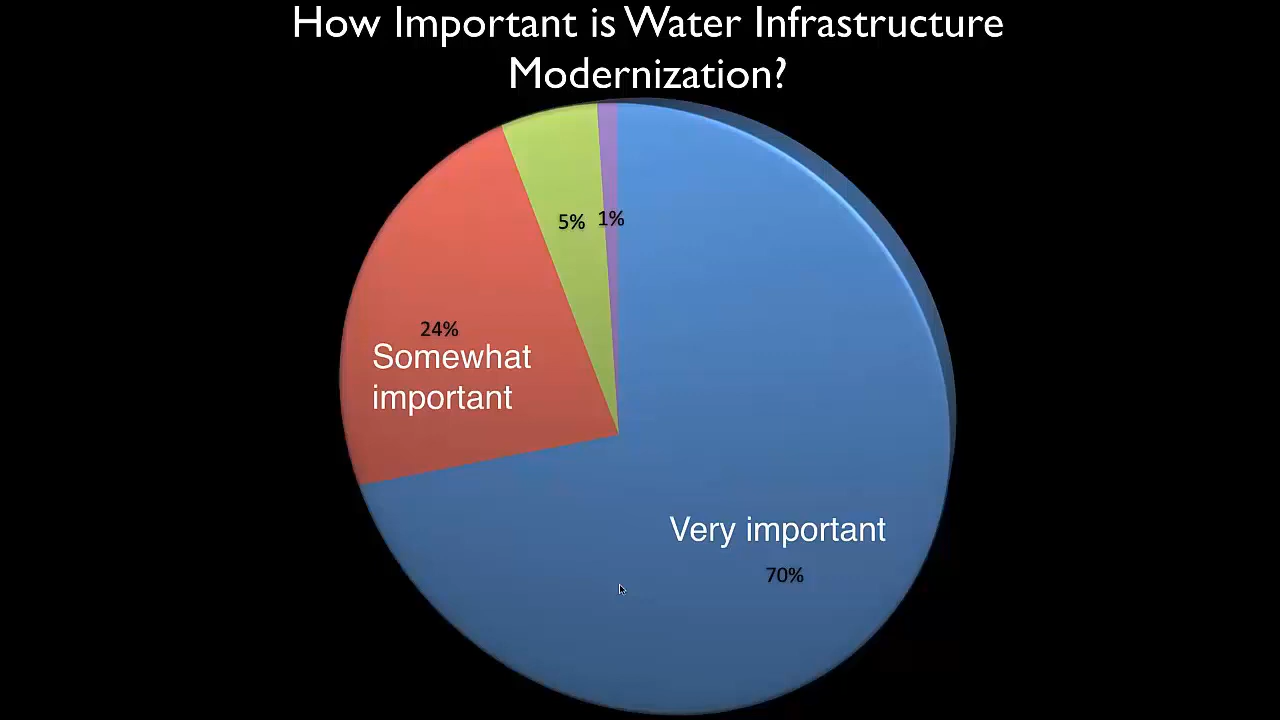 How Important is Water Infrastructure
Modernization?
5%
1%
24%
Somewhat
important
Very important
70%